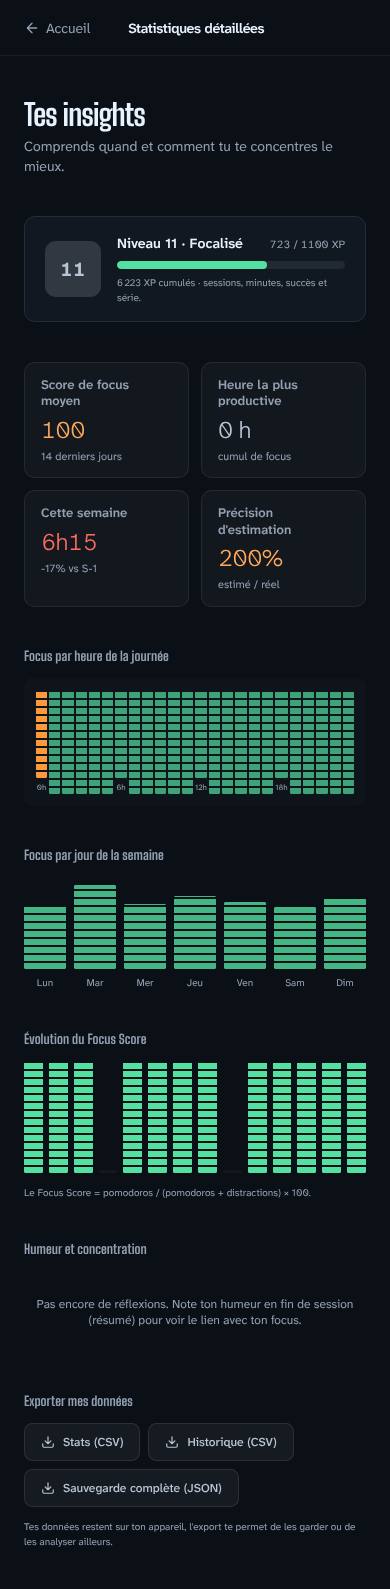 Accueil
Statistiques détaillées
Tes insights
Comprends quand et comment tu te concentres le
mieux.
11
Niveau 11 · Focalisé
723 / 1100 XP
6 223 XP cumulés · sessions, minutes, succès et
série.
Score de focus
moyen
100
14 derniers jours
Heure la plus
productive
0 h
cumul de focus
Cette semaine
6h15
-17% vs S-1
Précision
d'estimation
200%
estimé / réel
Focus par heure de la journée
0h 6h 12h 18h
Focus par jour de la semaine
Lun Mar Mer Jeu Ven Sam Dim
Évolution du Focus Score
Le Focus Score = pomodoros / (pomodoros + distractions) × 100.
Humeur et concentration
Pas encore de réflexions. Note ton humeur en fin de session
(résumé) pour voir le lien avec ton focus.
Exporter mes données
Stats (CSV)
Historique (CSV)
Sauvegarde complète (JSON)
Tes données restent sur ton appareil, l'export te permet de les garder ou de
les analyser ailleurs.